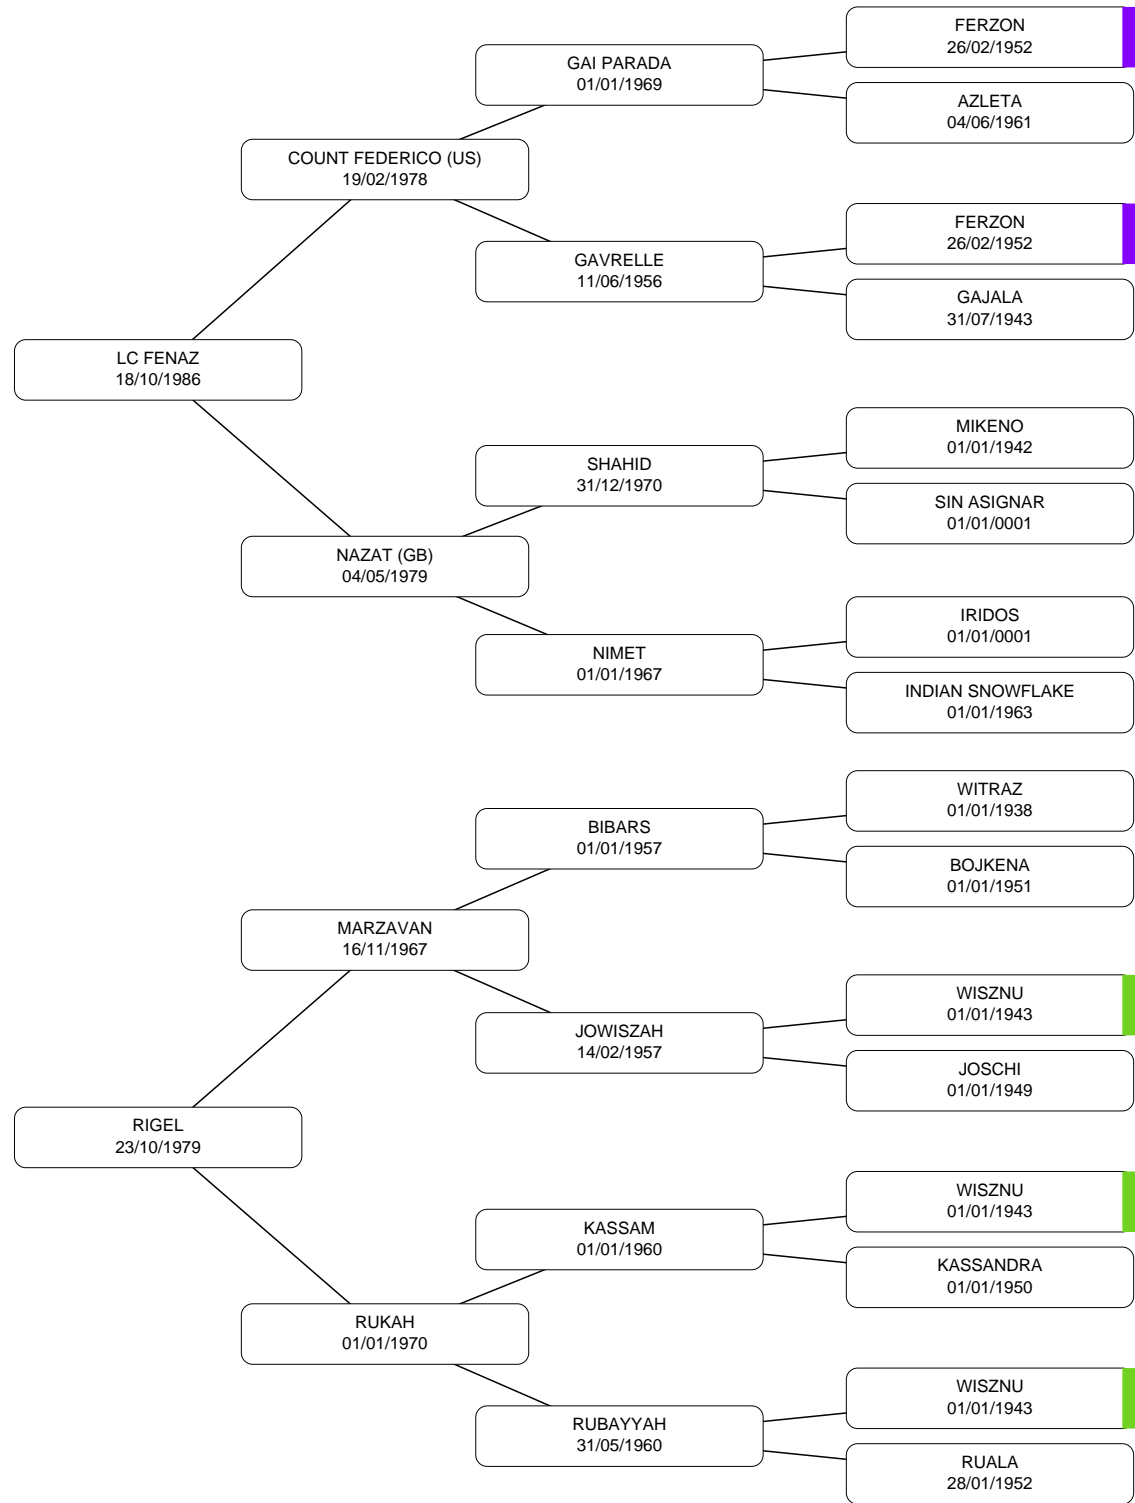 FERZON
26/02/1952
GAI PARADA
01/01/1969
AZLETA
04/06/1961
COUNT FEDERICO (US)
19/02/1978
FERZON
26/02/1952
GAVRELLE
11/06/1956
GAJALA
31/07/1943
LC FENAZ
18/10/1986
MIKENO
01/01/1942
SHAHID
31/12/1970
SIN ASIGNAR
01/01/0001
NAZAT (GB)
04/05/1979
IRIDOS
01/01/0001
NIMET
01/01/1967
INDIAN SNOWFLAKE
01/01/1963
WITRAZ
01/01/1938
BIBARS
01/01/1957
BOJKENA
01/01/1951
MARZAVAN
16/11/1967
WISZNU
01/01/1943
JOWISZAH
14/02/1957
JOSCHI
01/01/1949
RIGEL
23/10/1979
WISZNU
01/01/1943
KASSAM
01/01/1960
KASSANDRA
01/01/1950
RUKAH
01/01/1970
WISZNU
01/01/1943
RUBAYYAH
31/05/1960
RUALA
28/01/1952